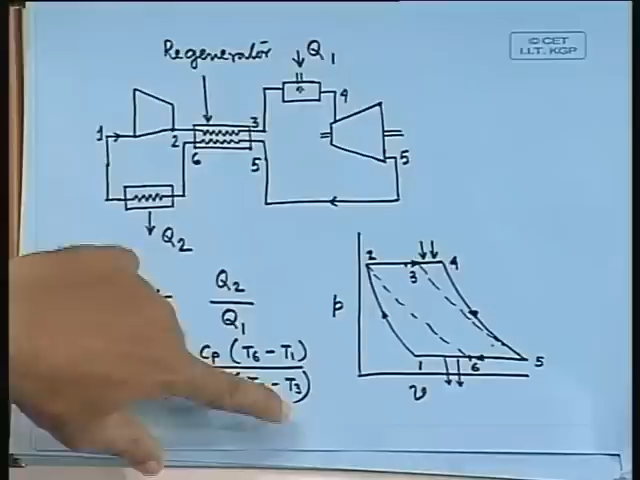 © CET
I.I.T. KGP
Regenerator
Q1
1
2
3
4
6
5
5
Q2
Q2
Q1
Cp (T6 - T1)
- T3)
p
2
3
4
1
6
5
v